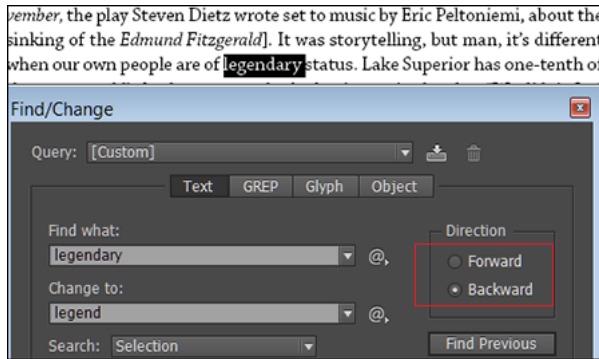 vember, the play Steven Dietz wrote set to music by Eric Peltoniemi, about the
sinking of the Edmund Fitzgerald]. It was storytelling, but man, it's different
when our own people are of legendary status. Lake Superior has one-tenth of
Find/Change
Query: [Custom]
Text GREP Glyph Object
Find what:
legendary
@
Change to:
legend
@
Search: Selection
Direction
Forward
Backward
Find Previous